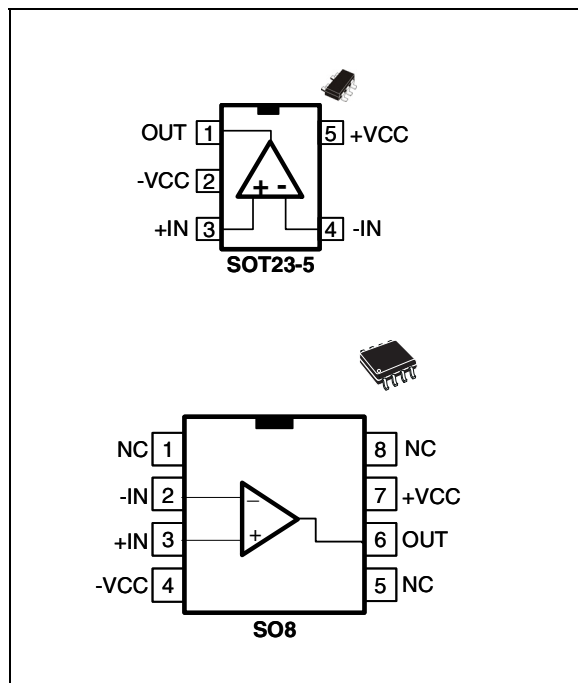 OUT 1 5 +VCC
-VCC 2
+ -
+IN 3 4 -IN
SOT23-5
NC 1 8 NC
-IN 2 − 7 +VCC
+IN 3 + 6 OUT
-VCC 4 5 NC
SO8